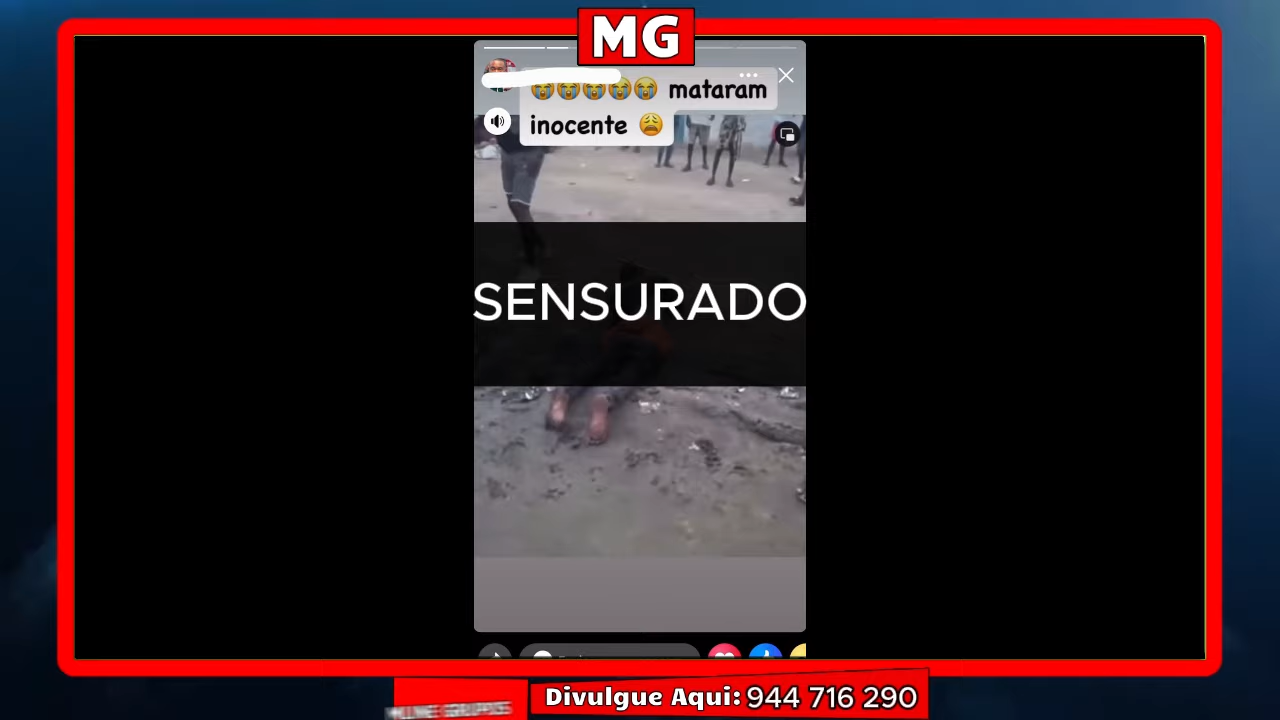 MG
😭😭😭😭😭 mataram
inocente 😩
SENSURADO
Divulgue Aqui: 944 716 290